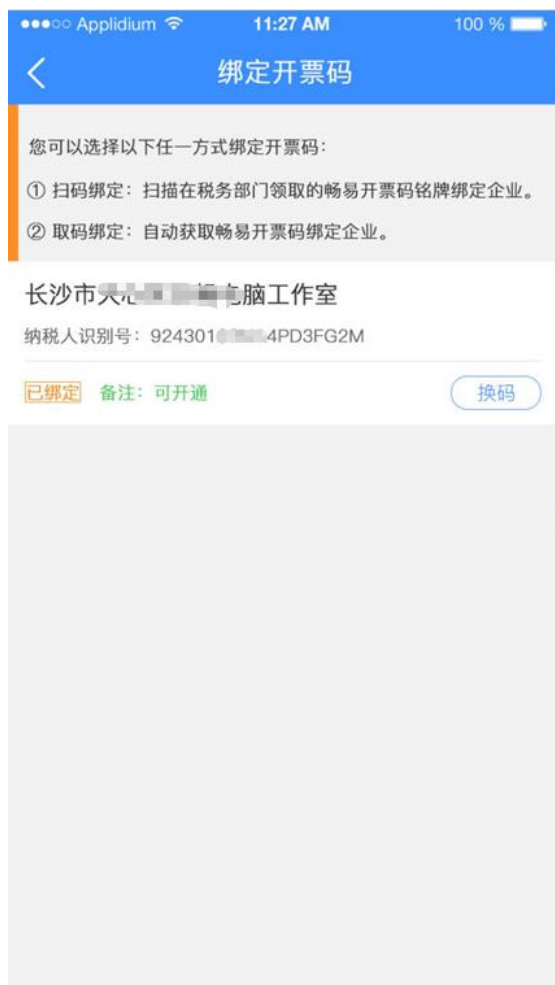 Applidium 11:27 AM 100 %
绑定开票码
您可以选择以下任一方式绑定开票码：
① 扫码绑定：扫描在税务部门领取的畅易开票码铭牌绑定企业。
② 取码绑定：自动获取畅易开票码绑定企业。
长沙市 脑工作室
纳税人识别号：924301 4PD3FG2M
已绑定 备注：可开通 换码